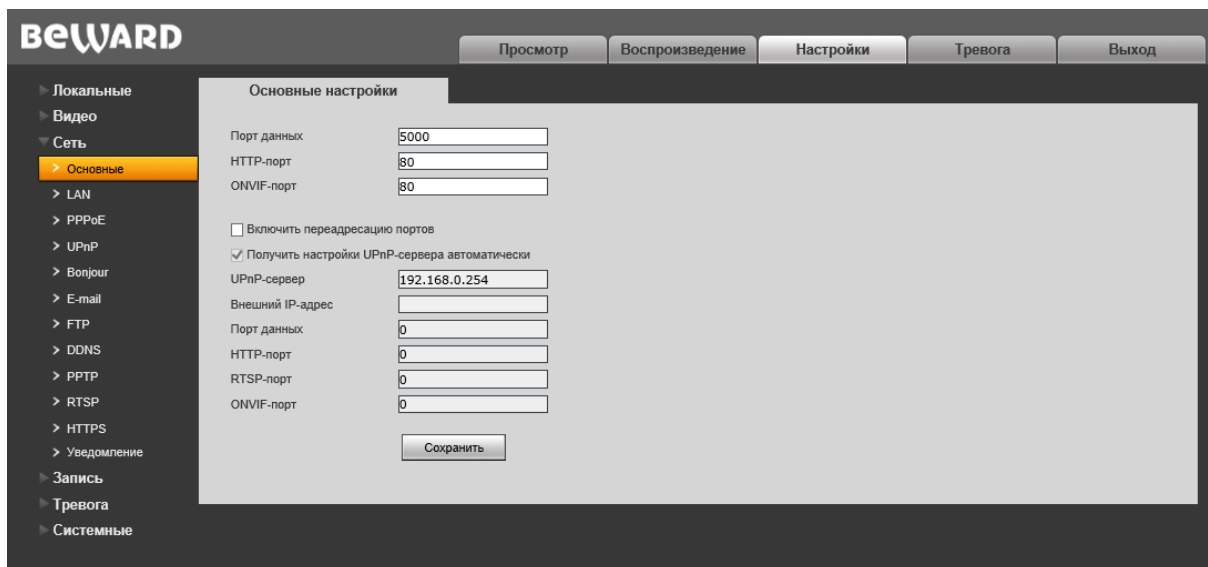 BEWARD
Просмотр
Воспроизведение
Настройки
Тревога
Выход
Локальные
Видео
Сеть
Основные
LAN
PPPoE
UPnP
Bonjour
E-mail
FTP
DDNS
PPTP
RTSP
HTTPS
Уведомление
Запись
Тревога
Системные
Основные настройки
Порт данных 5000
HTTP-порт 80
ONVIF-порт 80
Включить переадресацию портов
Получить настройки UPnP-сервера автоматически
UPnP-сервер 192.168.0.254
Внешний IP-адрес
Порт данных 0
HTTP-порт 0
RTSP-порт 0
ONVIF-порт 0
Сохранить